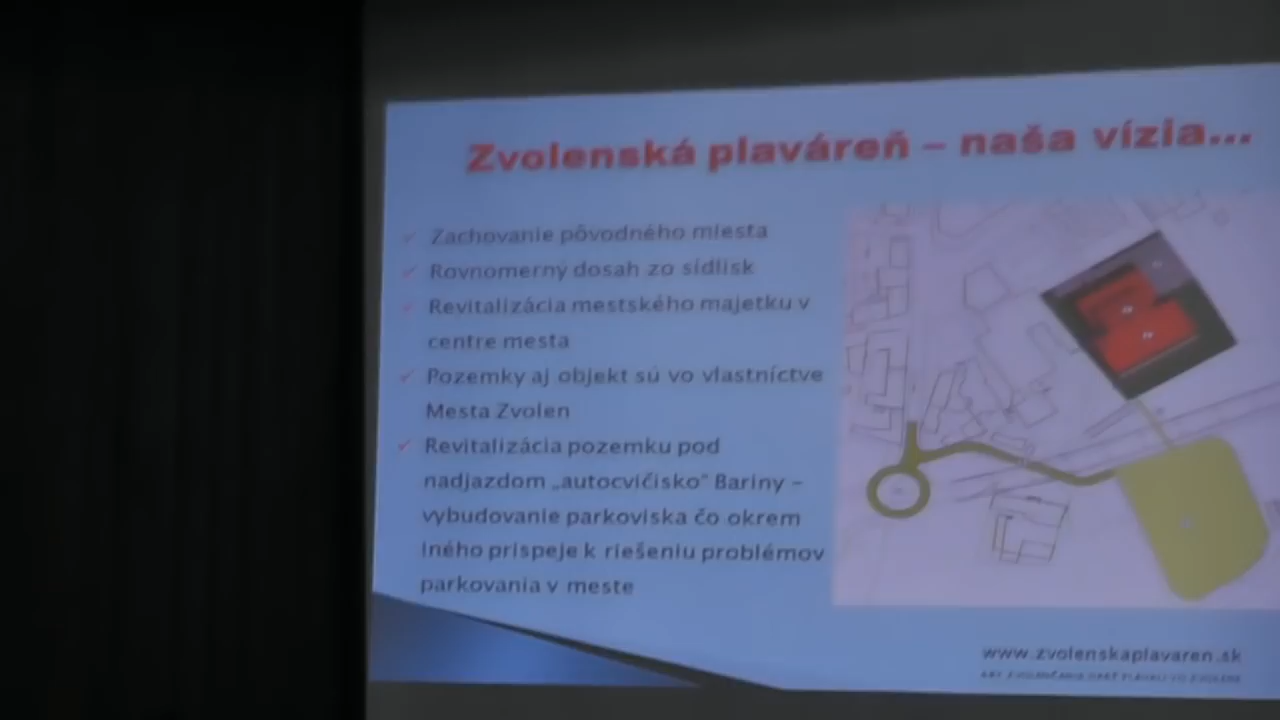 Zvolenská plaváreň – naša vízia...
Zachovanie pôvodného miesta
Rovnomerný dosah zo sídlisk
Revitalizácia mestského majetku v
centre mesta
Pozemky aj objekt sú vo vlastníctve
Mesta Zvolen
Revitalizácia pozemku pod
nadjazdom „autocvičisko" Bariny –
vybudovanie parkoviska čo okrem
iného prispeje k riešeniu problémov
parkovania v meste
www.zvolenskaplavaren.sk